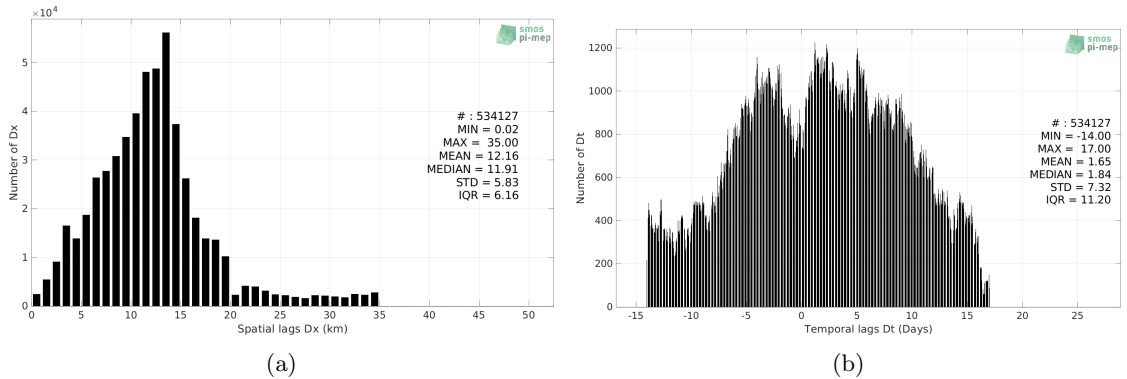 ×10⁴
smos
pi-mep
5
4
3
2
1
0
Number of Dx
# : 534127
MIN = 0.02
MAX = 35.00
MEAN = 12.16
MEDIAN = 11.91
STD = 5.83
IQR = 6.16
0 5 10 15 20 25 30 35 40 45 50
Spatial lags Dx (km)
(a)
smos
pi-mep
1200
1000
800
600
400
200
0
Number of Dt
# : 534127
MIN = -14.00
MAX = 17.00
MEAN = 1.65
MEDIAN = 1.84
STD = 7.32
IQR = 11.20
-15 -10 -5 0 5 10 15 20 25
Temporal lags Dt (Days)
(b)